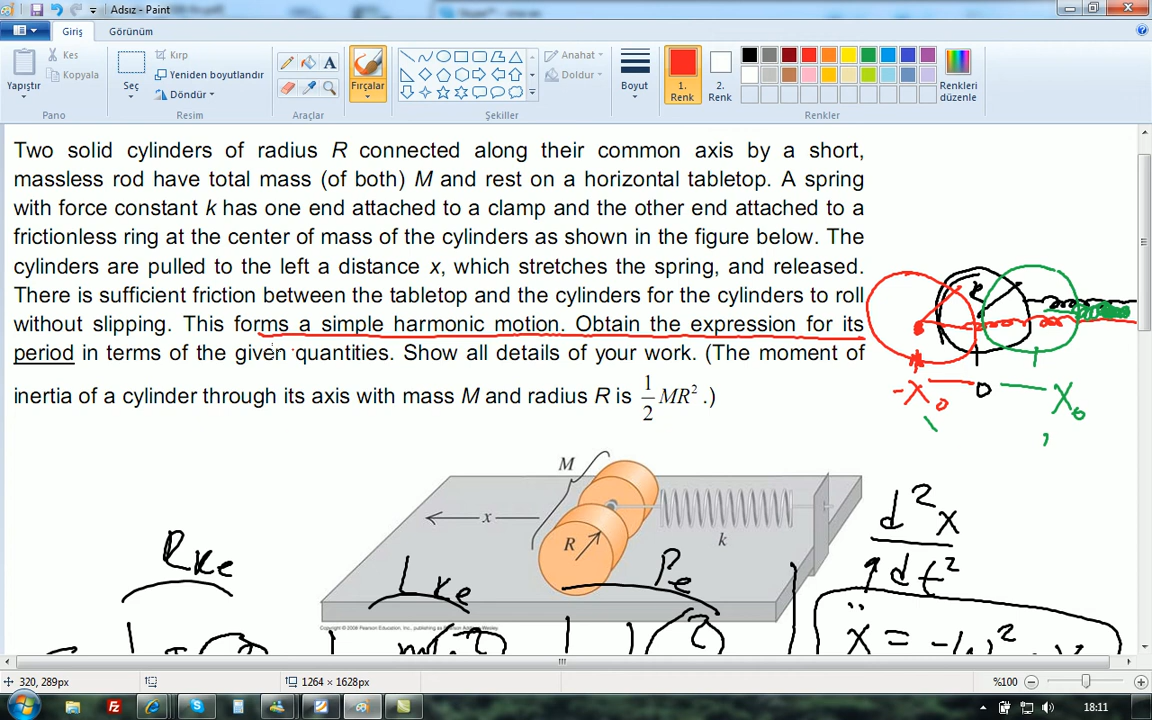 Adsız - Paint
Giriş
Görünüm
Yapıştır
Kes
Kopyala
Pano
Seç
Kırp
Yeniden boyutlandır
Döndür
Resim
A
Araçlar
Fırçalar
Anahat
Doldur
Şekiller
Boyut
1. Renk
2. Renk
Renkleri düzenle
Renkler
Two solid cylinders of radius R connected along their common axis by a short,
massless rod have total mass (of both) M and rest on a horizontal tabletop. A spring
with force constant k has one end attached to a clamp and the other end attached to a
frictionless ring at the center of mass of the cylinders as shown in the figure below. The
cylinders are pulled to the left a distance x, which stretches the spring, and released.
There is sufficient friction between the tabletop and the cylinders for the cylinders to roll
without slipping. This forms a simple harmonic motion. Obtain the expression for its
period in terms of the given quantities. Show all details of your work. (The moment of
inertia of a cylinder through its axis with mass M and radius R is 1/2 MR² .)
-X₀ 0 X₀
M
x
R
k
d²x
dt²
RKe
LKe
Pe
ẍ = -ω² x
320, 289px
1264 × 1628px
%100
18:11